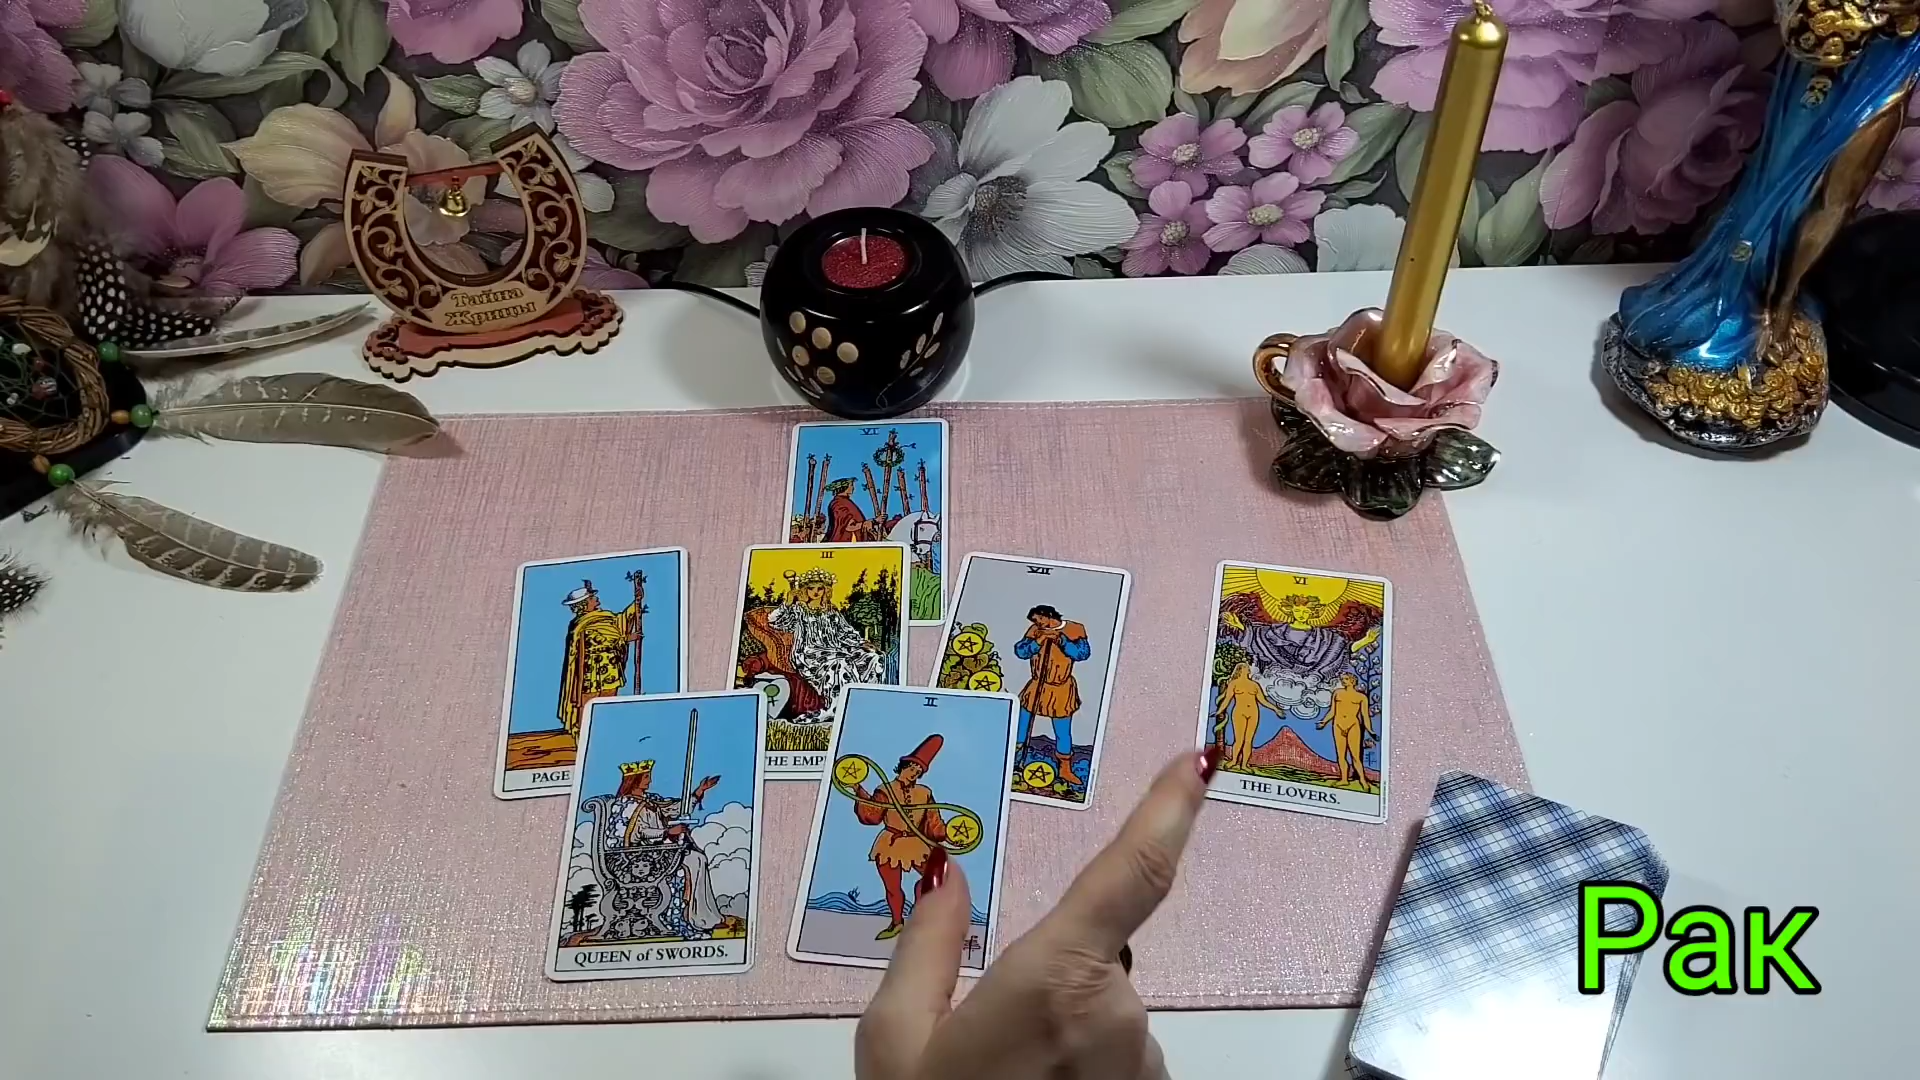 Тайна
Жрицы
VI
III
VII
VI
PAGE
THE EMP
THE LOVERS.
II
QUEEN of SWORDS.
Рак